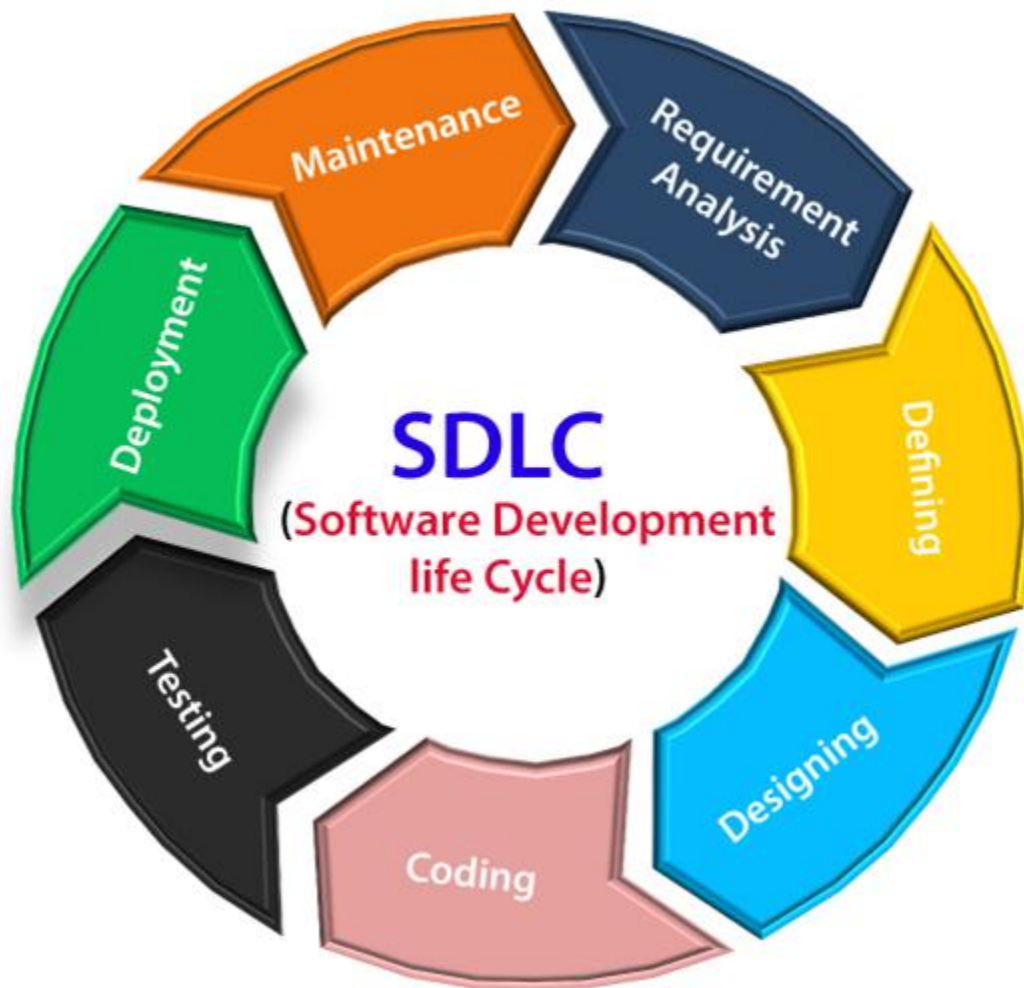 Maintenance
Requirement
Analysis
Defining
Designing
Coding
Testing
Deployment
SDLC
(Software Development
life Cycle)